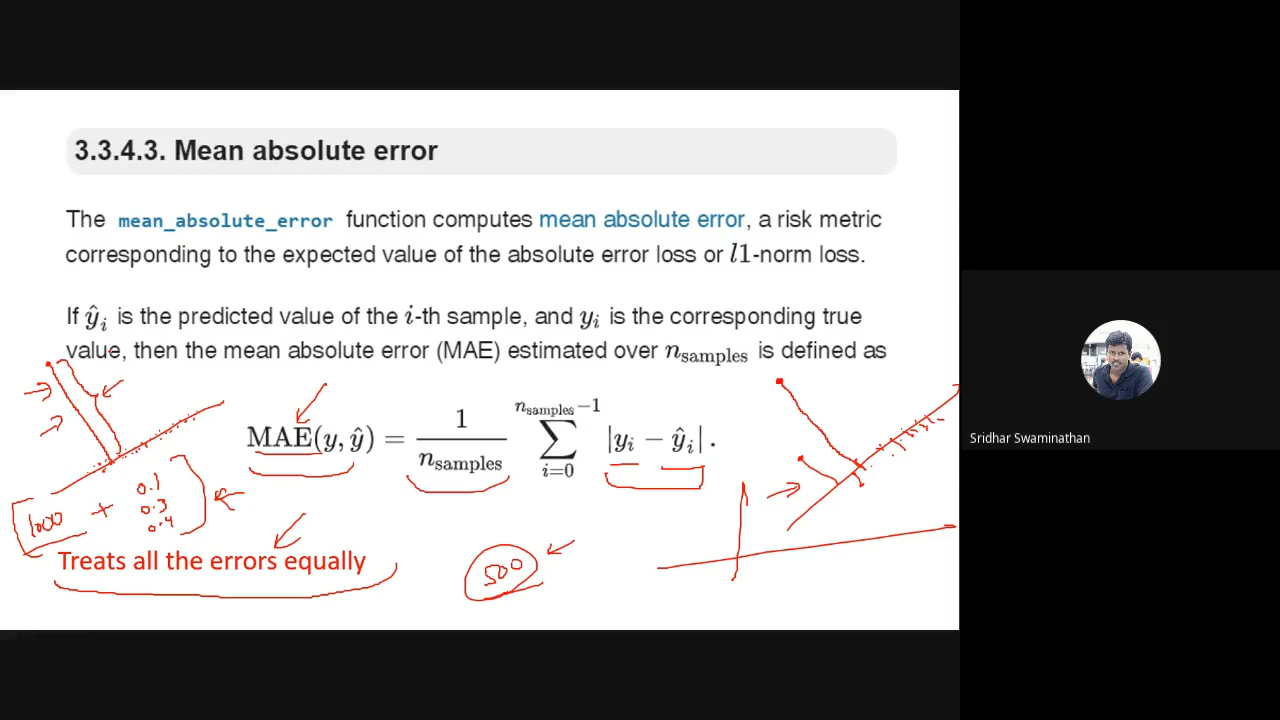 3.3.4.3. Mean absolute error
The mean_absolute_error function computes mean absolute error, a risk metric
corresponding to the expected value of the absolute error loss or l1-norm loss.
If ŷᵢ is the predicted value of the i-th sample, and yᵢ is the corresponding true
value, then the mean absolute error (MAE) estimated over n_samples is defined as
MAE(y, ŷ) = 1/n_samples ∑_{i=0}^{n_samples−1} |yᵢ − ŷᵢ|.
1000 + 0.1
0.3
0.4
Treats all the errors equally
500
Sridhar Swaminathan